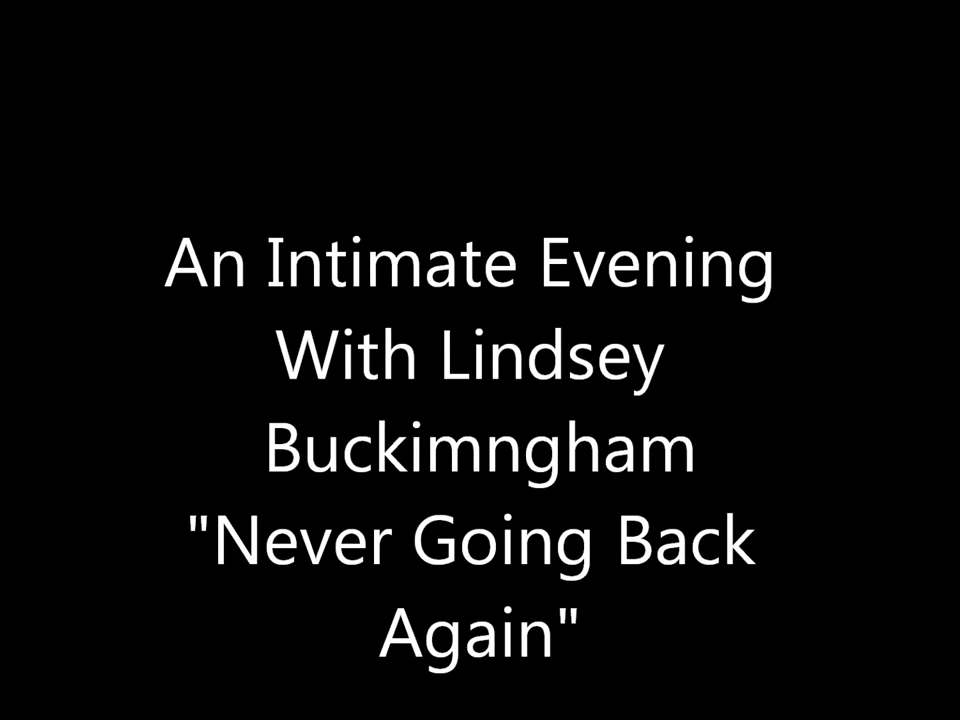 An Intimate Evening
With Lindsey
Buckimngham
"Never Going Back
Again"